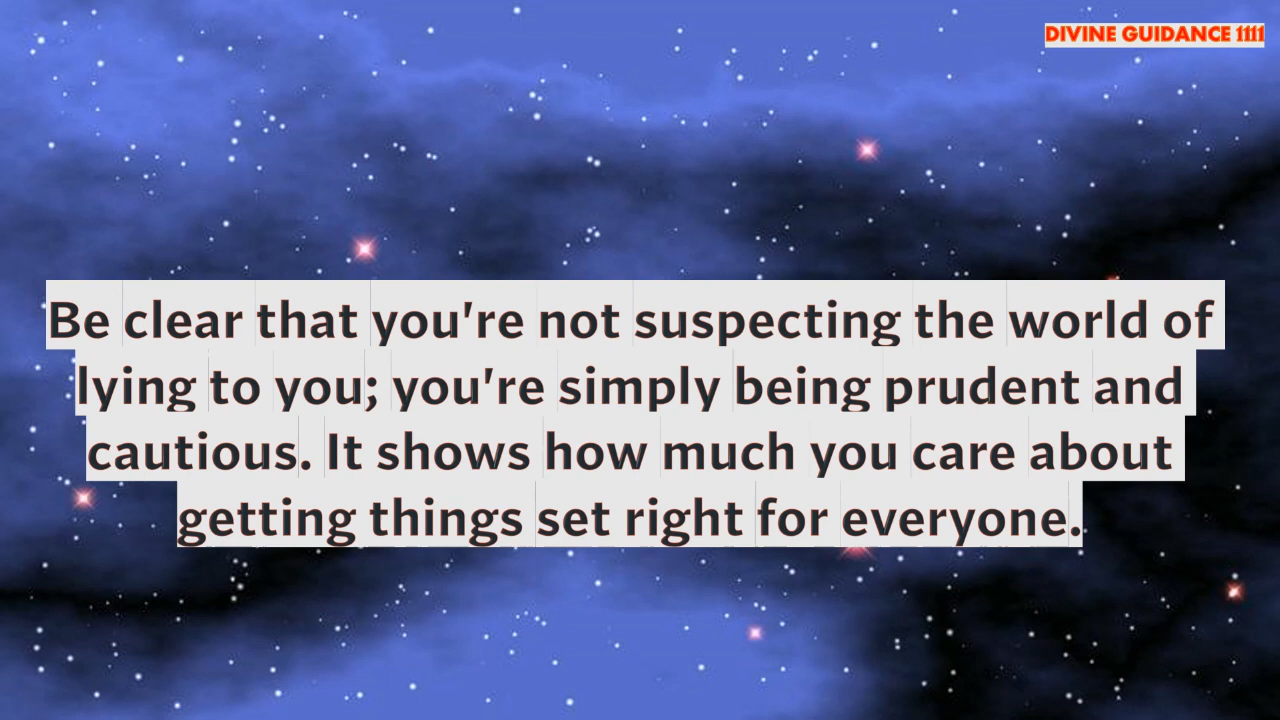 DIVINE GUIDANCE 1111
Be clear that you're not suspecting the world of
lying to you; you're simply being prudent and
cautious. It shows how much you care about
getting things set right for everyone.